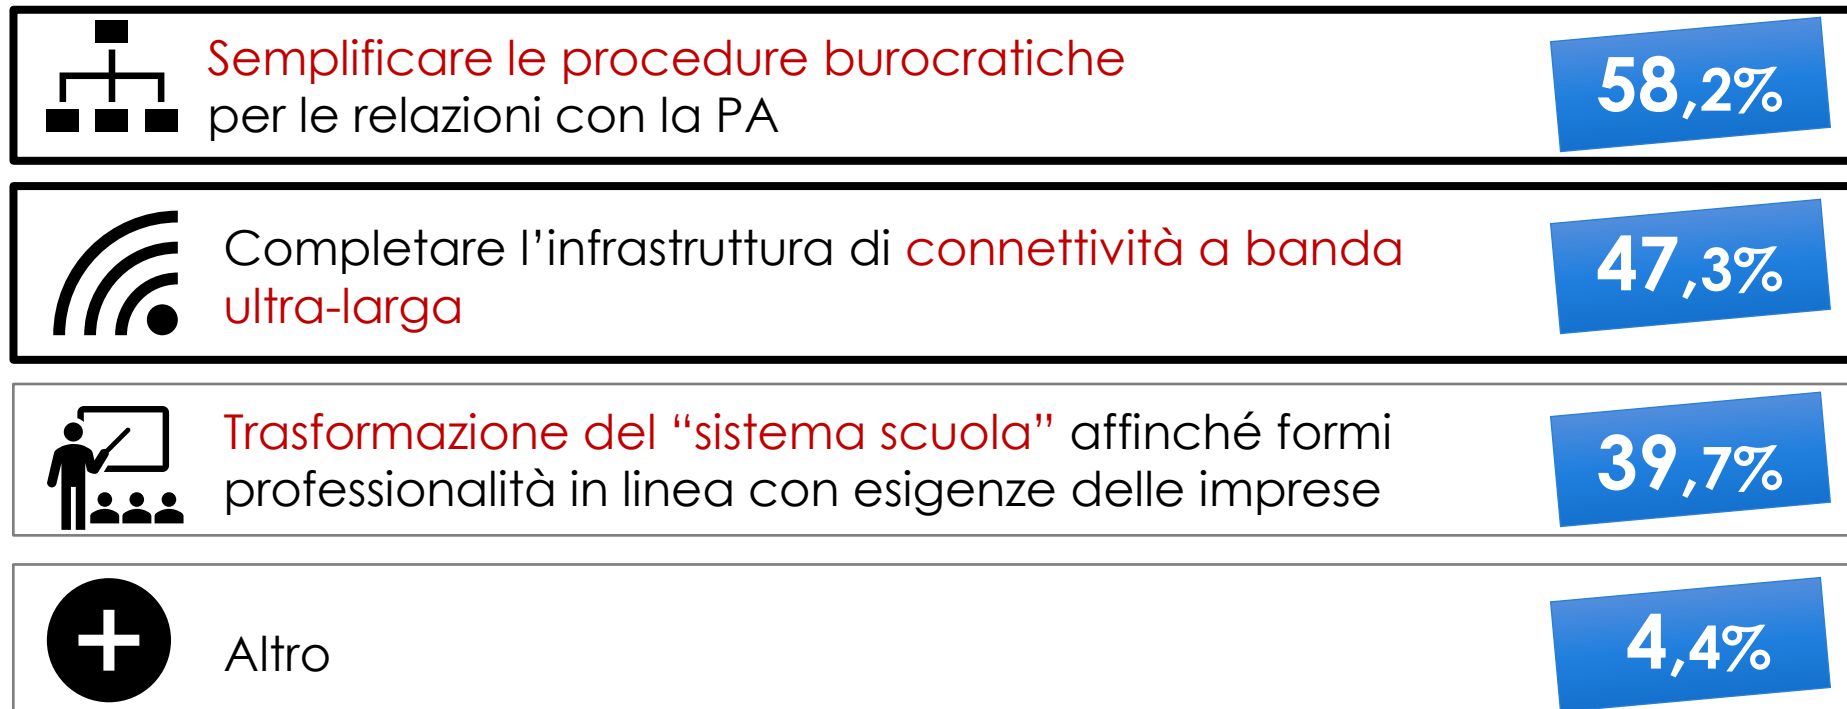 Semplificare le procedure burocratiche
per le relazioni con la PA
58,2%
Completare l’infrastruttura di connettività a banda
ultra-larga
47,3%
Trasformazione del “sistema scuola” affinché formi
professionalità in linea con esigenze delle imprese
39,7%
Altro
4,4%